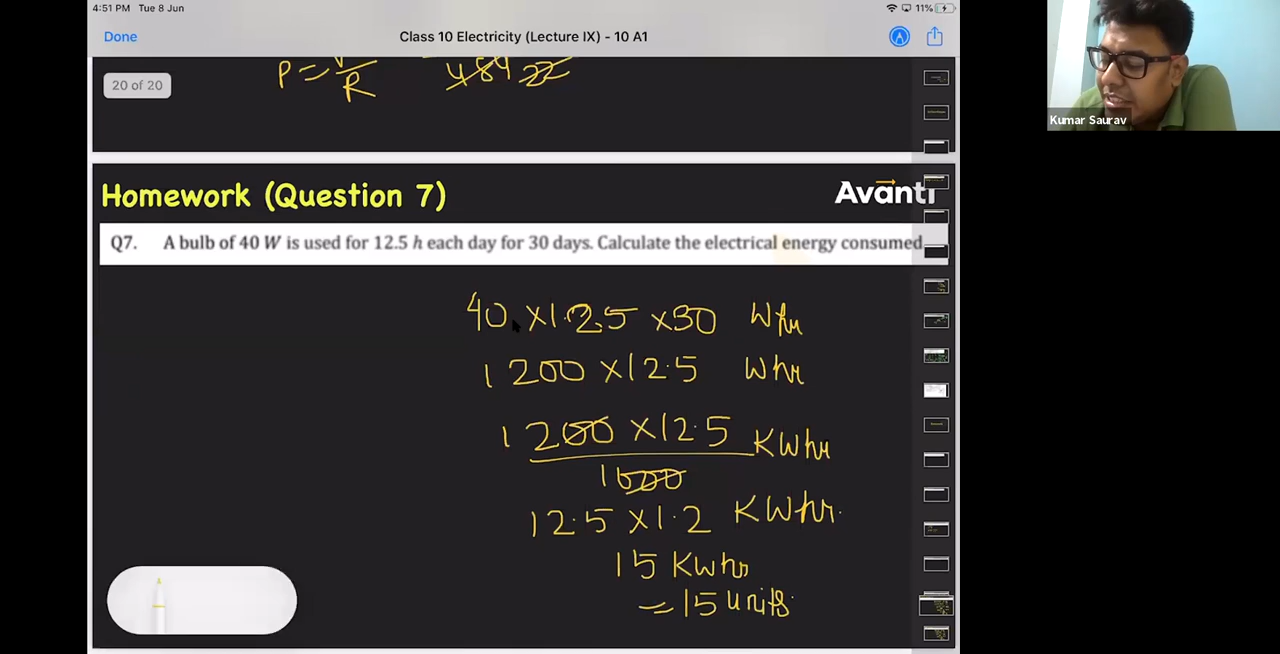 4:51 PM Tue 8 Jun
11%
Done
Class 10 Electricity (Lecture IX) - 10 A1
20 of 20
P = V/R
484 22
Kumar Saurav
Homework (Question 7)
Avanti
Q7. A bulb of 40 W is used for 12.5 h each day for 30 days. Calculate the electrical energy consumed
40 × 12.5 × 30 Whr
1200 × 12.5 Whr
1200 × 12.5 KWhr
1000
12.5 × 1.2 KWhr.
15 KWhr
= 15 units.